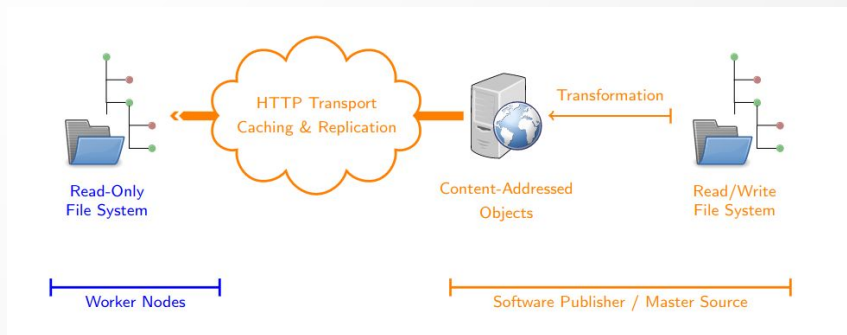 HTTP Transport
Caching & Replication
Transformation
Read-Only
File System
Content-Addressed
Objects
Read/Write
File System
Worker Nodes
Software Publisher / Master Source